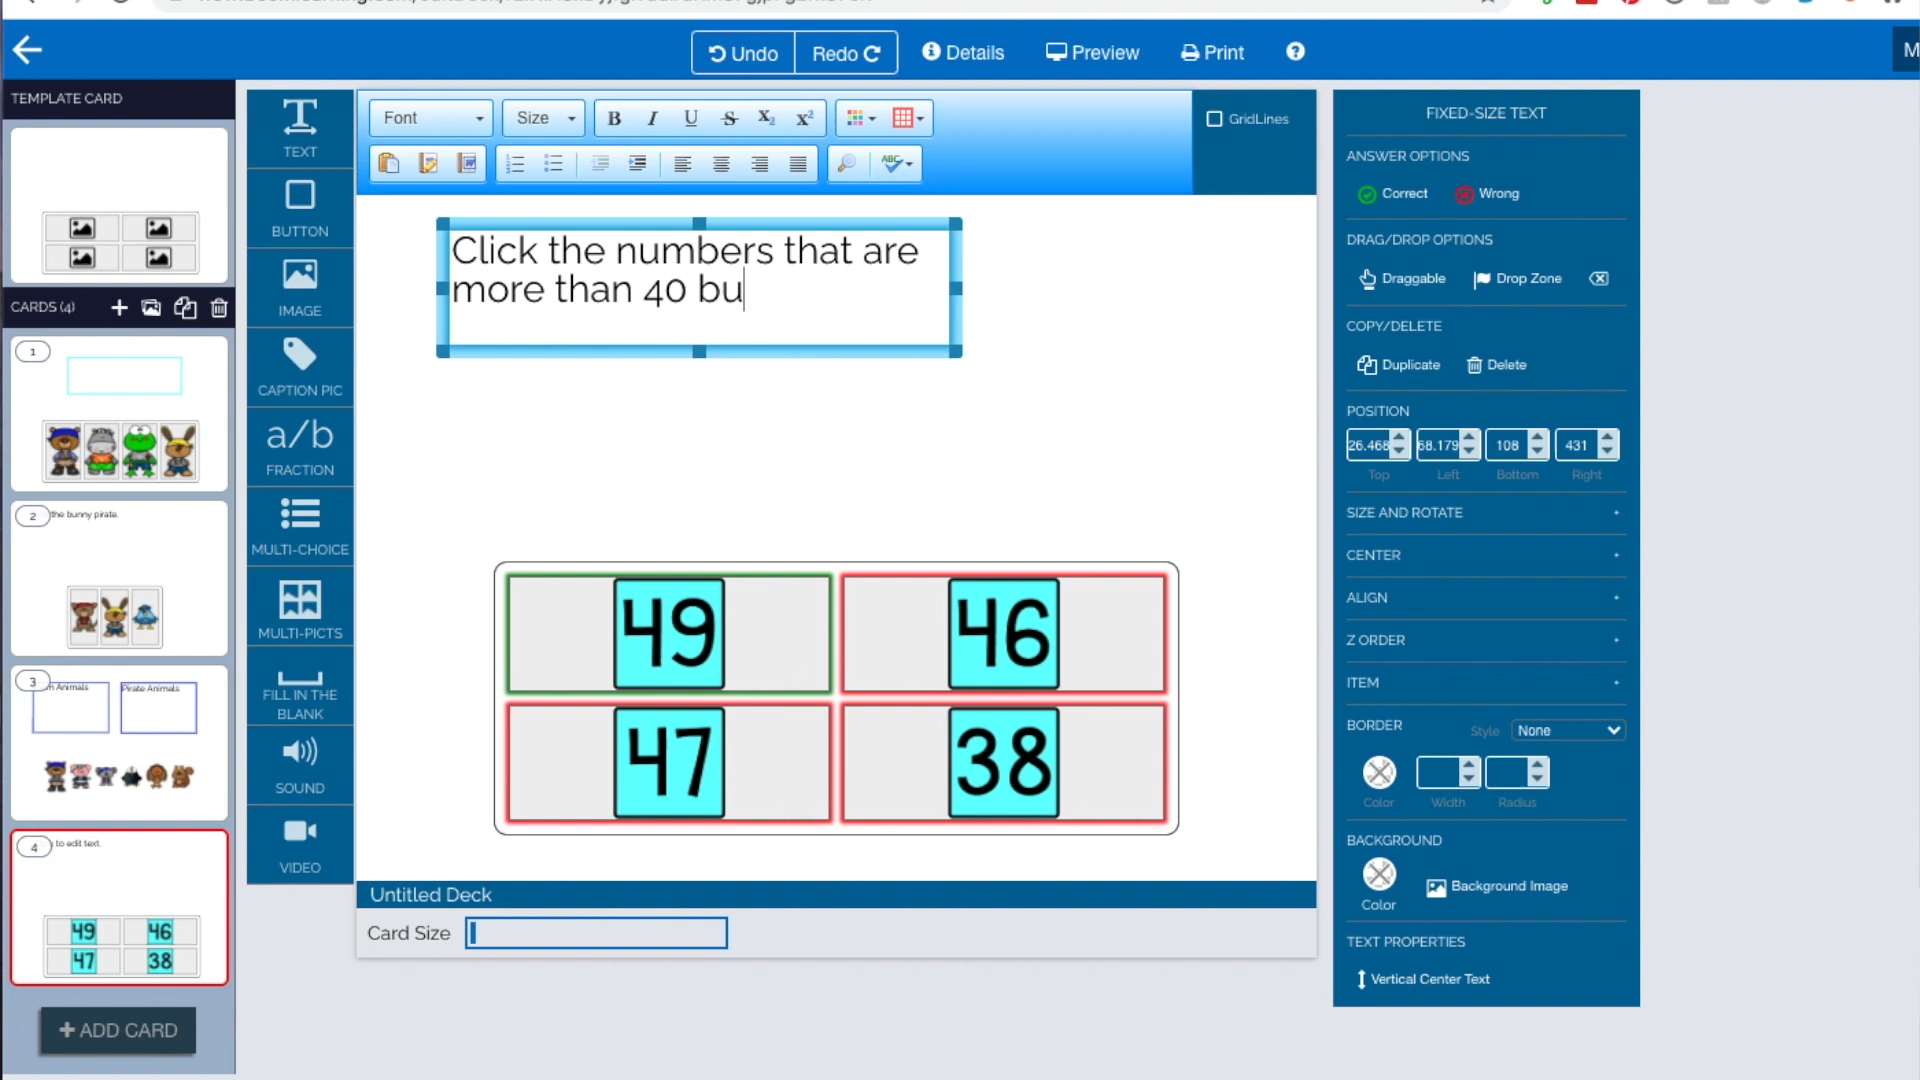 Undo
Redo
Details
Preview
Print
?
M
TEMPLATE CARD
CARDS (4)
1
2
the bunny pirate.
3
Animals
Pirate Animals
4
to edit text.
49 46
47 38
+ ADD CARD
TEXT
BUTTON
IMAGE
CAPTION PIC
a/b
FRACTION
MULTI-CHOICE
MULTI-PICTS
FILL IN THE
BLANK
SOUND
VIDEO
Font
Size
B I U S X2 X2
ABC
GridLines
Click the numbers that are
more than 40 bu
49 46
47 38
Untitled Deck
Card Size
FIXED-SIZE TEXT
ANSWER OPTIONS
Correct Wrong
DRAG/DROP OPTIONS
Draggable Drop Zone
COPY/DELETE
Duplicate Delete
POSITION
26.468 68.179 108 431
Top Left Bottom Right
SIZE AND ROTATE +
CENTER +
ALIGN +
Z ORDER +
ITEM +
BORDER Style None
Color Width Radius
BACKGROUND
Color Background Image
TEXT PROPERTIES
Vertical Center Text